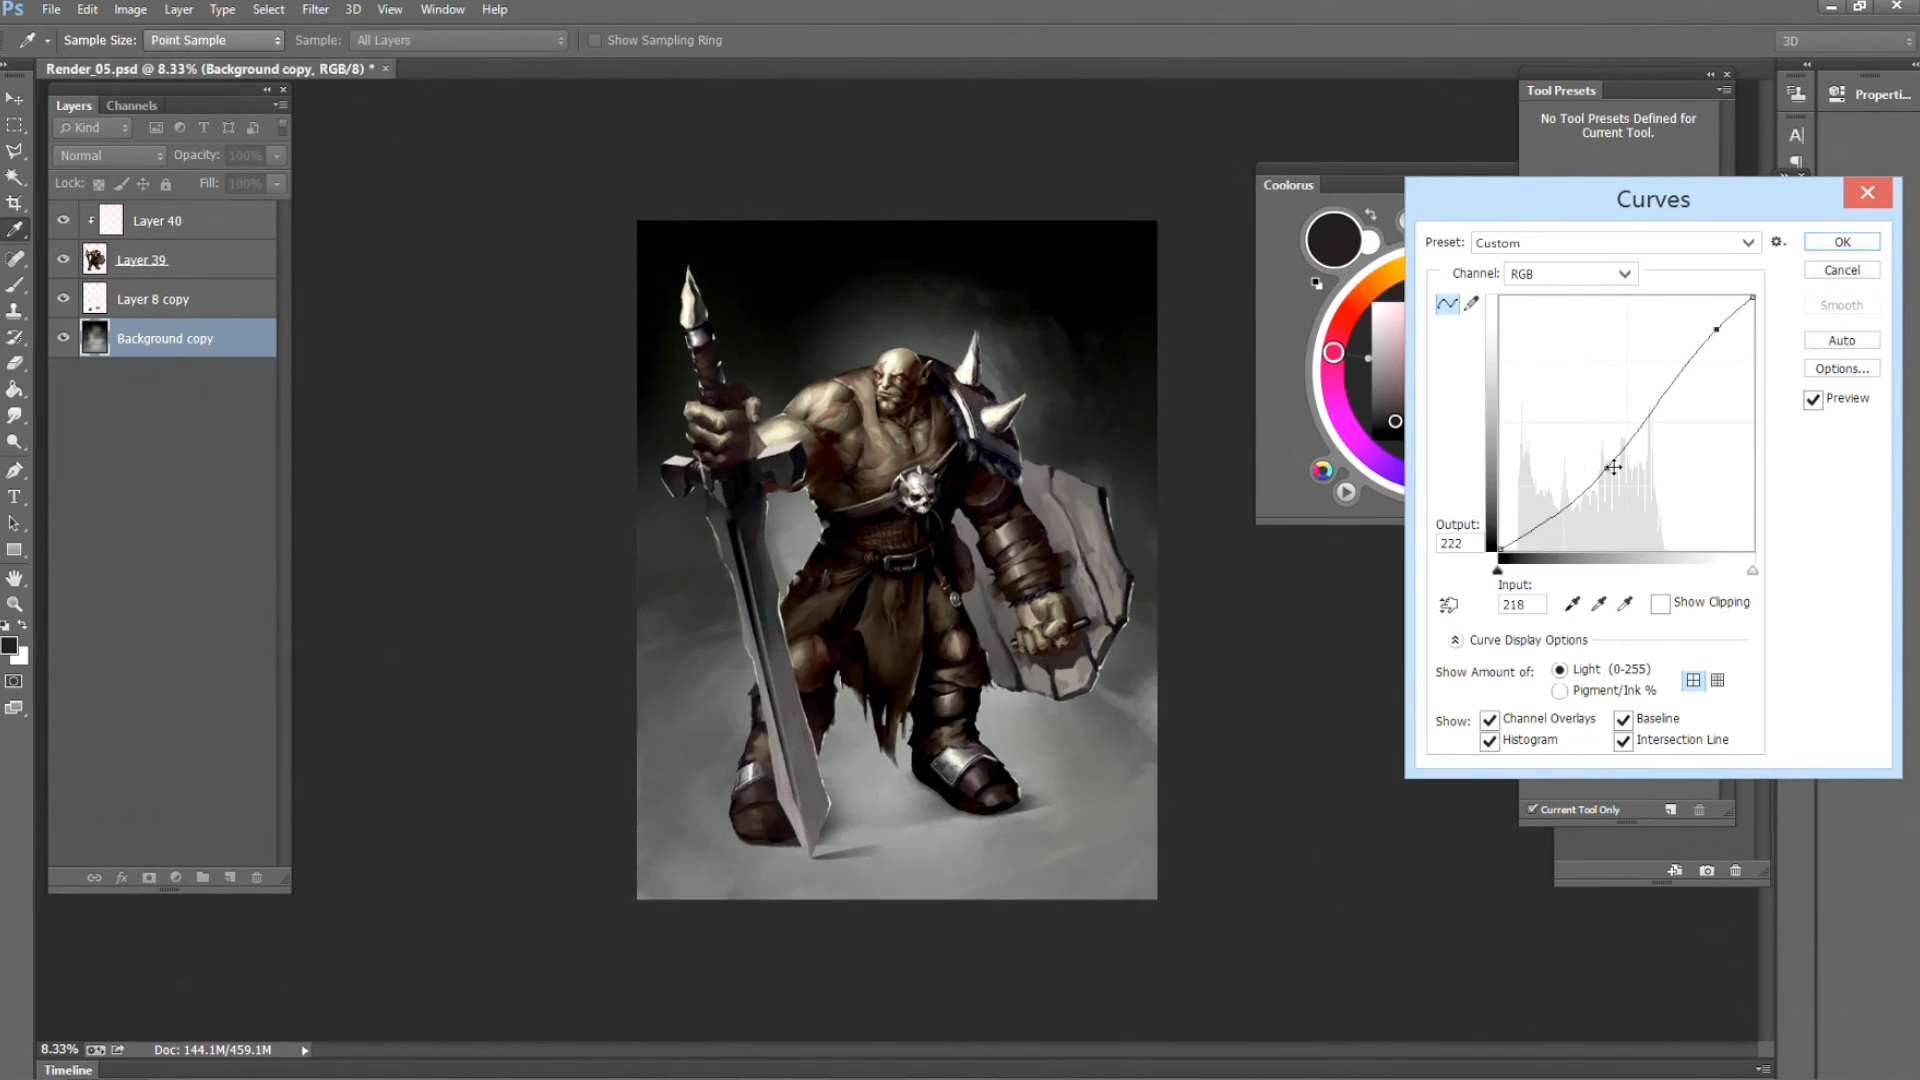 Ps File Edit Image Layer Type Select Filter 3D View Window Help
Sample Size: Point Sample Sample: All Layers Show Sampling Ring 3D
Render_05.psd @ 8.33% (Background copy, RGB/8) * ×
Layers Channels
Kind
Normal Opacity: 100%
Lock: Fill: 100%
Layer 40
Layer 39
Layer 8 copy
Background copy
Tool Presets
No Tool Presets Defined for
Current Tool.
Properti...
Coolorus
Curves
Preset: Custom
OK
Channel: RGB
Cancel
Smooth
Auto
Options...
Preview
Output:
222
Input:
218
Show Clipping
Curve Display Options
Show Amount of: Light (0-255)
Pigment/Ink %
Show: Channel Overlays Baseline
Histogram Intersection Line
Current Tool Only
8.33% Doc: 144.1M/459.1M
Timeline